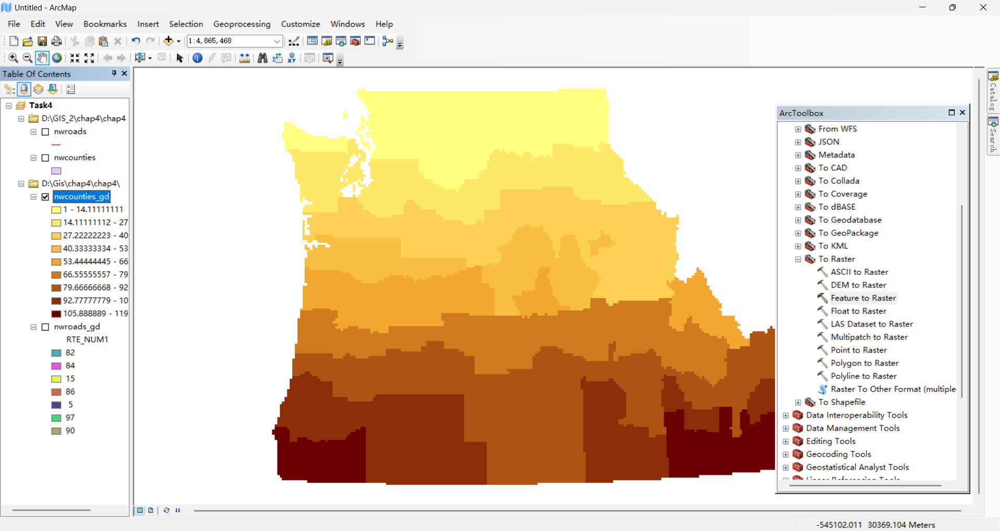 Untitled - ArcMap
File Edit View Bookmarks Insert Selection Geoprocessing Customize Windows Help
1:4,865,468
Table Of Contents
Task4
D:\GIS_2\chap4\chap4
nwroads
nwcounties
D:\Gis\chap4\chap4\
nwcounties_gd
1 - 14.11111111
14.11111112 - 27
27.22222223 - 40
40.33333334 - 53
53.44444445 - 66
66.55555557 - 79
79.66666668 - 92
92.77777779 - 10
105.888889 - 119
nwroads_gd
RTE_NUM1
82
84
15
86
5
97
90
ArcToolbox
From WFS
JSON
Metadata
To CAD
To Collada
To Coverage
To dBASE
To Geodatabase
To GeoPackage
To KML
To Raster
ASCII to Raster
DEM to Raster
Feature to Raster
Float to Raster
LAS Dataset to Raster
Multipatch to Raster
Point to Raster
Polygon to Raster
Polyline to Raster
Raster To Other Format (multiple
To Shapefile
Data Interoperability Tools
Data Management Tools
Editing Tools
Geocoding Tools
Geostatistical Analyst Tools
Linear Referencing Tools
Catalog
Search
-545102.011 30369.104 Meters